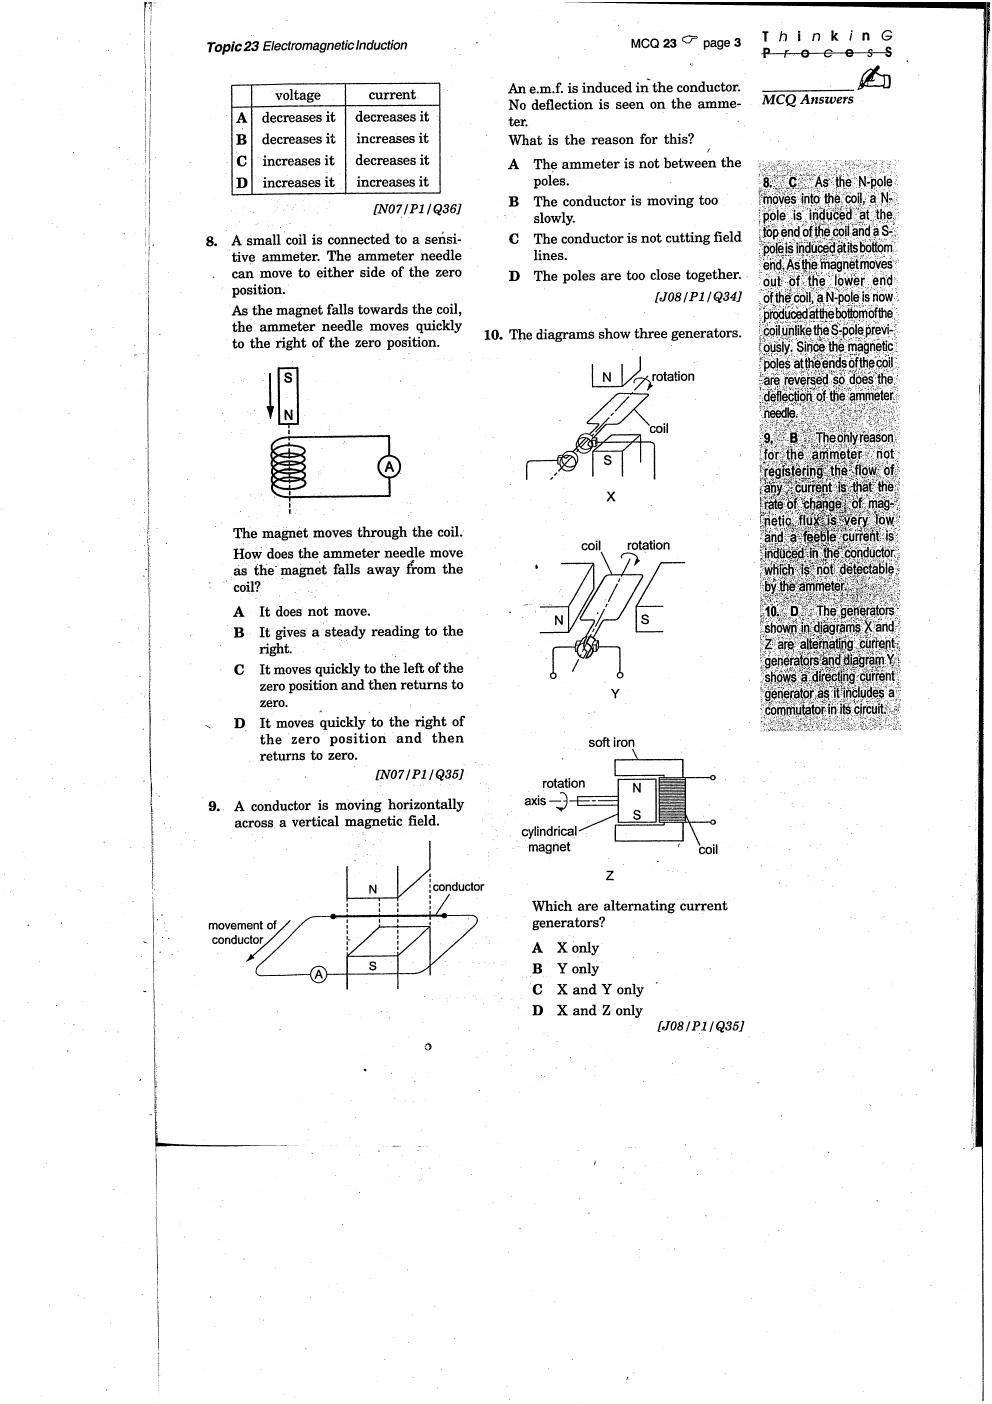 Topic 23 Electromagnetic Induction
MCQ 23 ☞ page 3
ThinkinG
ProcesS
MCQ Answers
voltage current
A decreases it decreases it
B decreases it increases it
C increases it decreases it
D increases it increases it
[N07/P1/Q36]
8. A small coil is connected to a sensi-
tive ammeter. The ammeter needle
can move to either side of the zero
position.
As the magnet falls towards the coil,
the ammeter needle moves quickly
to the right of the zero position.
S
N
A
The magnet moves through the coil.
How does the ammeter needle move
as the magnet falls away from the
coil?
A It does not move.
B It gives a steady reading to the
right.
C It moves quickly to the left of the
zero position and then returns to
zero.
D It moves quickly to the right of
the zero position and then
returns to zero.
[N07/P1/Q35]
9. A conductor is moving horizontally
across a vertical magnetic field.
N
conductor
movement of
conductor
S
A
An e.m.f. is induced in the conductor.
No deflection is seen on the amme-
ter.
What is the reason for this?
A The ammeter is not between the
poles.
B The conductor is moving too
slowly.
C The conductor is not cutting field
lines.
D The poles are too close together.
[J08/P1/Q34]
10. The diagrams show three generators.
N
rotation
coil
S
X
coil rotation
N
S
Y
soft iron
rotation
axis
N
S
cylindrical
magnet
coil
Z
Which are alternating current
generators?
A X only
B Y only
C X and Y only
D X and Z only
[J08/P1/Q35]
8. C As the N-pole
moves into the coil, a N-
pole is induced at the
top end of the coil and a S-
pole is induced at its bottom
end. As the magnet moves
out of the lower end
of the coil, a N-pole is now
produced at the bottom of the
coil unlike the S-pole previ-
ously. Since the magnetic
poles at the ends of the coil
are reversed so does the
deflection of the ammeter
needle.
9. B The only reason
for the ammeter not
registering the flow of
any current is that the
rate of change of mag-
netic flux is very low
and a feeble current is
induced in the conductor
which is not detectable
by the ammeter.
10. D The generators
shown in diagrams X and
Z are alternating current
generators and diagram Y
shows a directing current
generator as it includes a
commutator in its circuit.